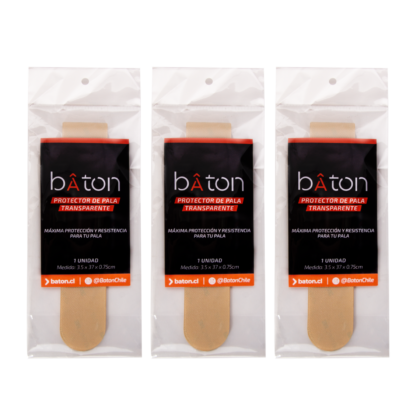 bâton
PROTECTOR DE PALA
TRANSPARENTE
MÁXIMA PROTECCIÓN Y RESISTENCIA
PARA TU PALA
1 UNIDAD
Medida: 3.5 x 37 x 0.75cm
baton.cl | @BatonChile
bâton
PROTECTOR DE PALA
TRANSPARENTE
MÁXIMA PROTECCIÓN Y RESISTENCIA
PARA TU PALA
1 UNIDAD
Medida: 3.5 x 37 x 0.75cm
baton.cl | @BatonChile
bâton
PROTECTOR DE PALA
TRANSPARENTE
MÁXIMA PROTECCIÓN Y RESISTENCIA
PARA TU PALA
1 UNIDAD
Medida: 3.5 x 37 x 0.75cm
baton.cl | @BatonChile